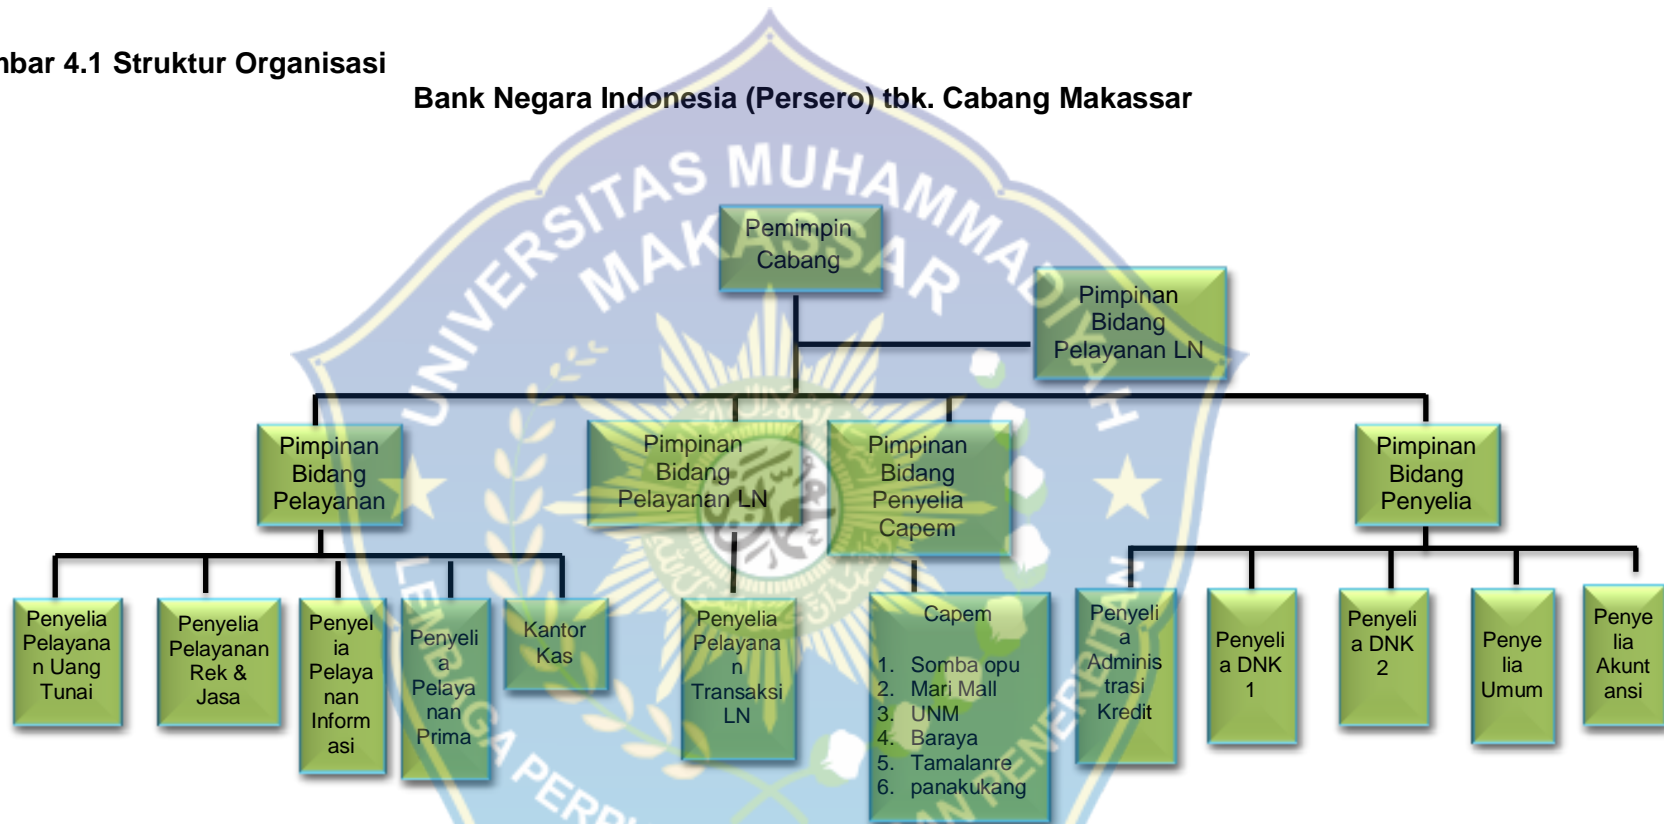 mbar 4.1 Struktur Organisasi
Bank Negara Indonesia (Persero) tbk. Cabang Makassar
UNIVERSITAS MUHAMMADIYAH
MAKASSAR
Pemimpin
Cabang
Pimpinan
Bidang
Pelayanan LN
Pimpinan
Bidang
Pelayanan
Pimpinan
Bidang
Pelayanan LN
Pimpinan
Bidang
Penyelia
Capem
Pimpinan
Bidang
Penyelia
Penyelia
Pelayana
n Uang
Tunai
Penyelia
Pelayanan
Rek &
Jasa
Penyel
ia
Pelaya
nan
Inform
asi
Penyeli
a
Pelaya
nan
Prima
Kantor
Kas
Penyelia
Pelayana
n
Transaksi
LN
Capem
1. Somba opu
2. Mari Mall
3. UNM
4. Baraya
5. Tamalanre
6. panakukang
Penyeli
a
Adminis
trasi
Kredit
Penyeli
a DNK
1
Penyeli
a DNK
2
Penye
lia
Umum
Penye
lia
Akunt
ansi
LEMBAGA
PENERBITAN